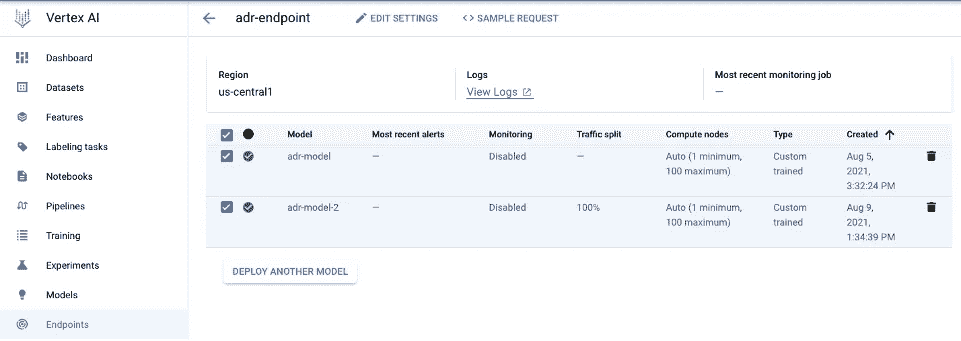 Vertex AI
adr-endpoint
EDIT SETTINGS
<> SAMPLE REQUEST
Dashboard
Datasets
Features
Labeling tasks
Notebooks
Pipelines
Training
Experiments
Models
Endpoints
Region
us-central1
Logs
View Logs
Most recent monitoring job
—
Model Most recent alerts Monitoring Traffic split Compute nodes Type Created
adr-model — Disabled — Auto (1 minimum, Custom Aug 5,
100 maximum) trained 2021,
3:32:24 PM
adr-model-2 — Disabled 100% Auto (1 minimum, Custom Aug 9,
100 maximum) trained 2021,
1:34:39 PM
DEPLOY ANOTHER MODEL